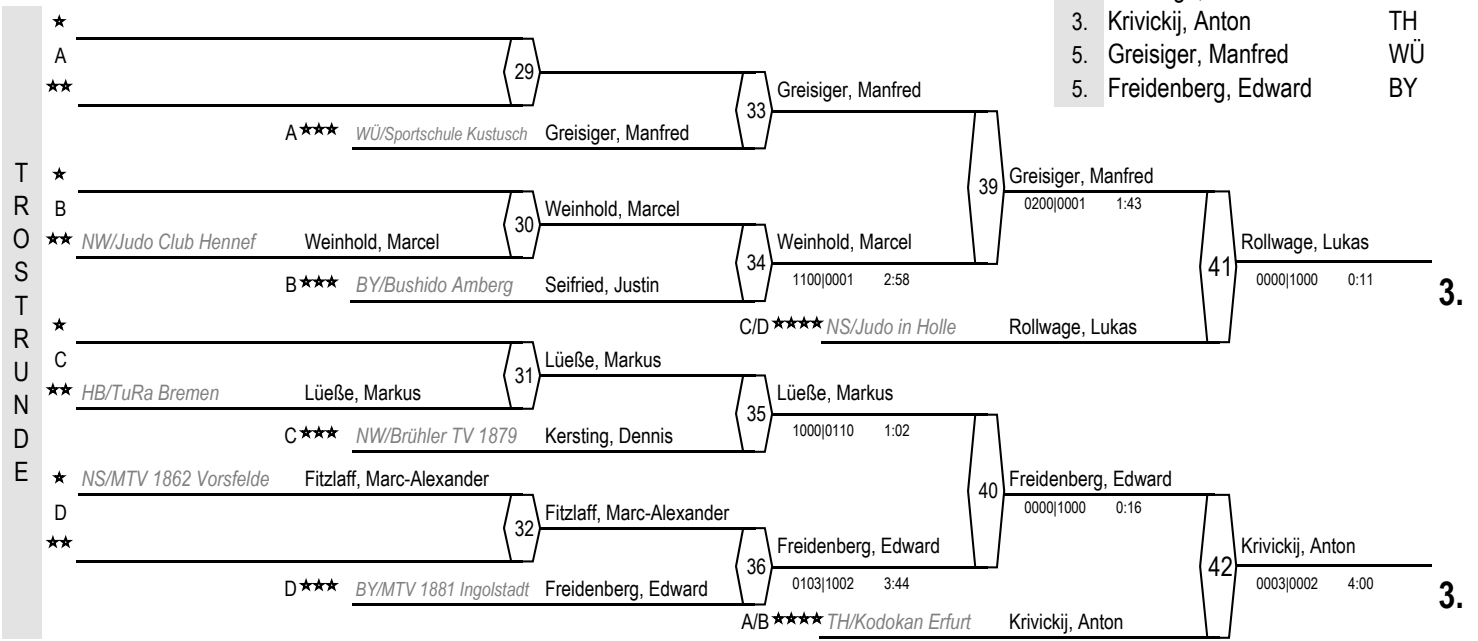 3. Krivickij, Anton TH
5. Greisiger, Manfred WÜ
5. Freidenberg, Edward BY
TROSTRUNDE
★
A
★★
29
A ★★★ WÜ/Sportschule Kustusch Greisiger, Manfred
33
Greisiger, Manfred
★
B
★★ NW/Judo Club Hennef Weinhold, Marcel
30
Weinhold, Marcel
B ★★★ BY/Bushido Amberg Seifried, Justin
34
Weinhold, Marcel
1100|0001 2:58
39
Greisiger, Manfred
0200|0001 1:43
C/D ★★★★ NS/Judo in Holle Rollwage, Lukas
41
Rollwage, Lukas
0000|1000 0:11
3.
★
C
★★ HB/TuRa Bremen Lüeße, Markus
31
Lüeße, Markus
C ★★★ NW/Brühler TV 1879 Kersting, Dennis
35
Lüeße, Markus
1000|0110 1:02
★ NS/MTV 1862 Vorsfelde Fitzlaff, Marc-Alexander
D
★★
32
Fitzlaff, Marc-Alexander
D ★★★ BY/MTV 1881 Ingolstadt Freidenberg, Edward
36
Freidenberg, Edward
0103|1002 3:44
40
Freidenberg, Edward
0000|1000 0:16
A/B ★★★★ TH/Kodokan Erfurt Krivickij, Anton
42
Krivickij, Anton
0003|0002 4:00
3.